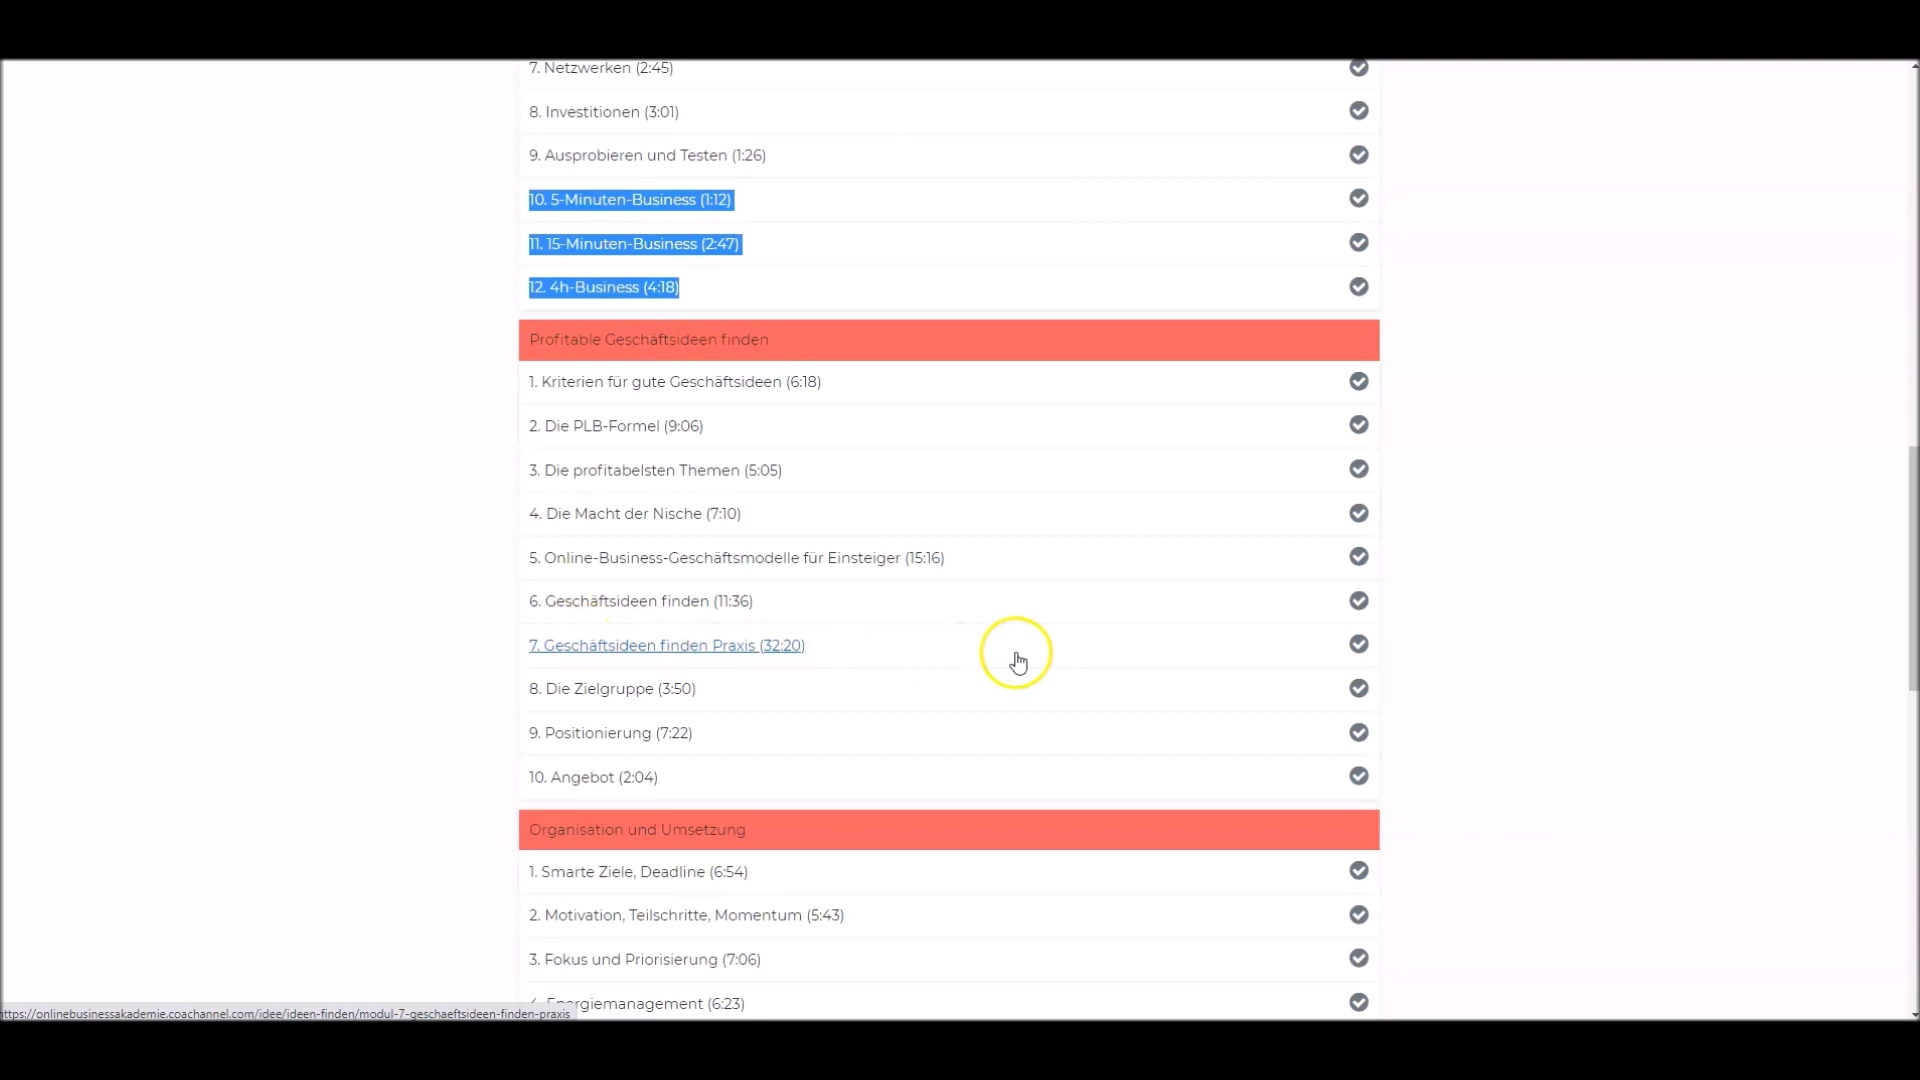 7. Netzwerken (2:45)
8. Investitionen (3:01)
9. Ausprobieren und Testen (1:26)
10. 5-Minuten-Business (1:12)
11. 15-Minuten-Business (2:47)
12. 4h-Business (4:18)
Profitable Geschäftsideen finden
1. Kriterien für gute Geschäftsideen (6:18)
2. Die PLB-Formel (9:06)
3. Die profitabelsten Themen (5:05)
4. Die Macht der Nische (7:10)
5. Online-Business-Geschäftsmodelle für Einsteiger (15:16)
6. Geschäftsideen finden (11:36)
7. Geschäftsideen finden Praxis (32:20)
8. Die Zielgruppe (3:50)
9. Positionierung (7:22)
10. Angebot (2:04)
Organisation und Umsetzung
1. Smarte Ziele, Deadline (6:54)
2. Motivation, Teilschritte, Momentum (5:43)
3. Fokus und Priorisierung (7:06)
4. Energiemanagement (6:23)
https://onlinebusinessakademie.coachannel.com/idee/ideen-finden/modul-7-geschaeftsideen-finden-praxis